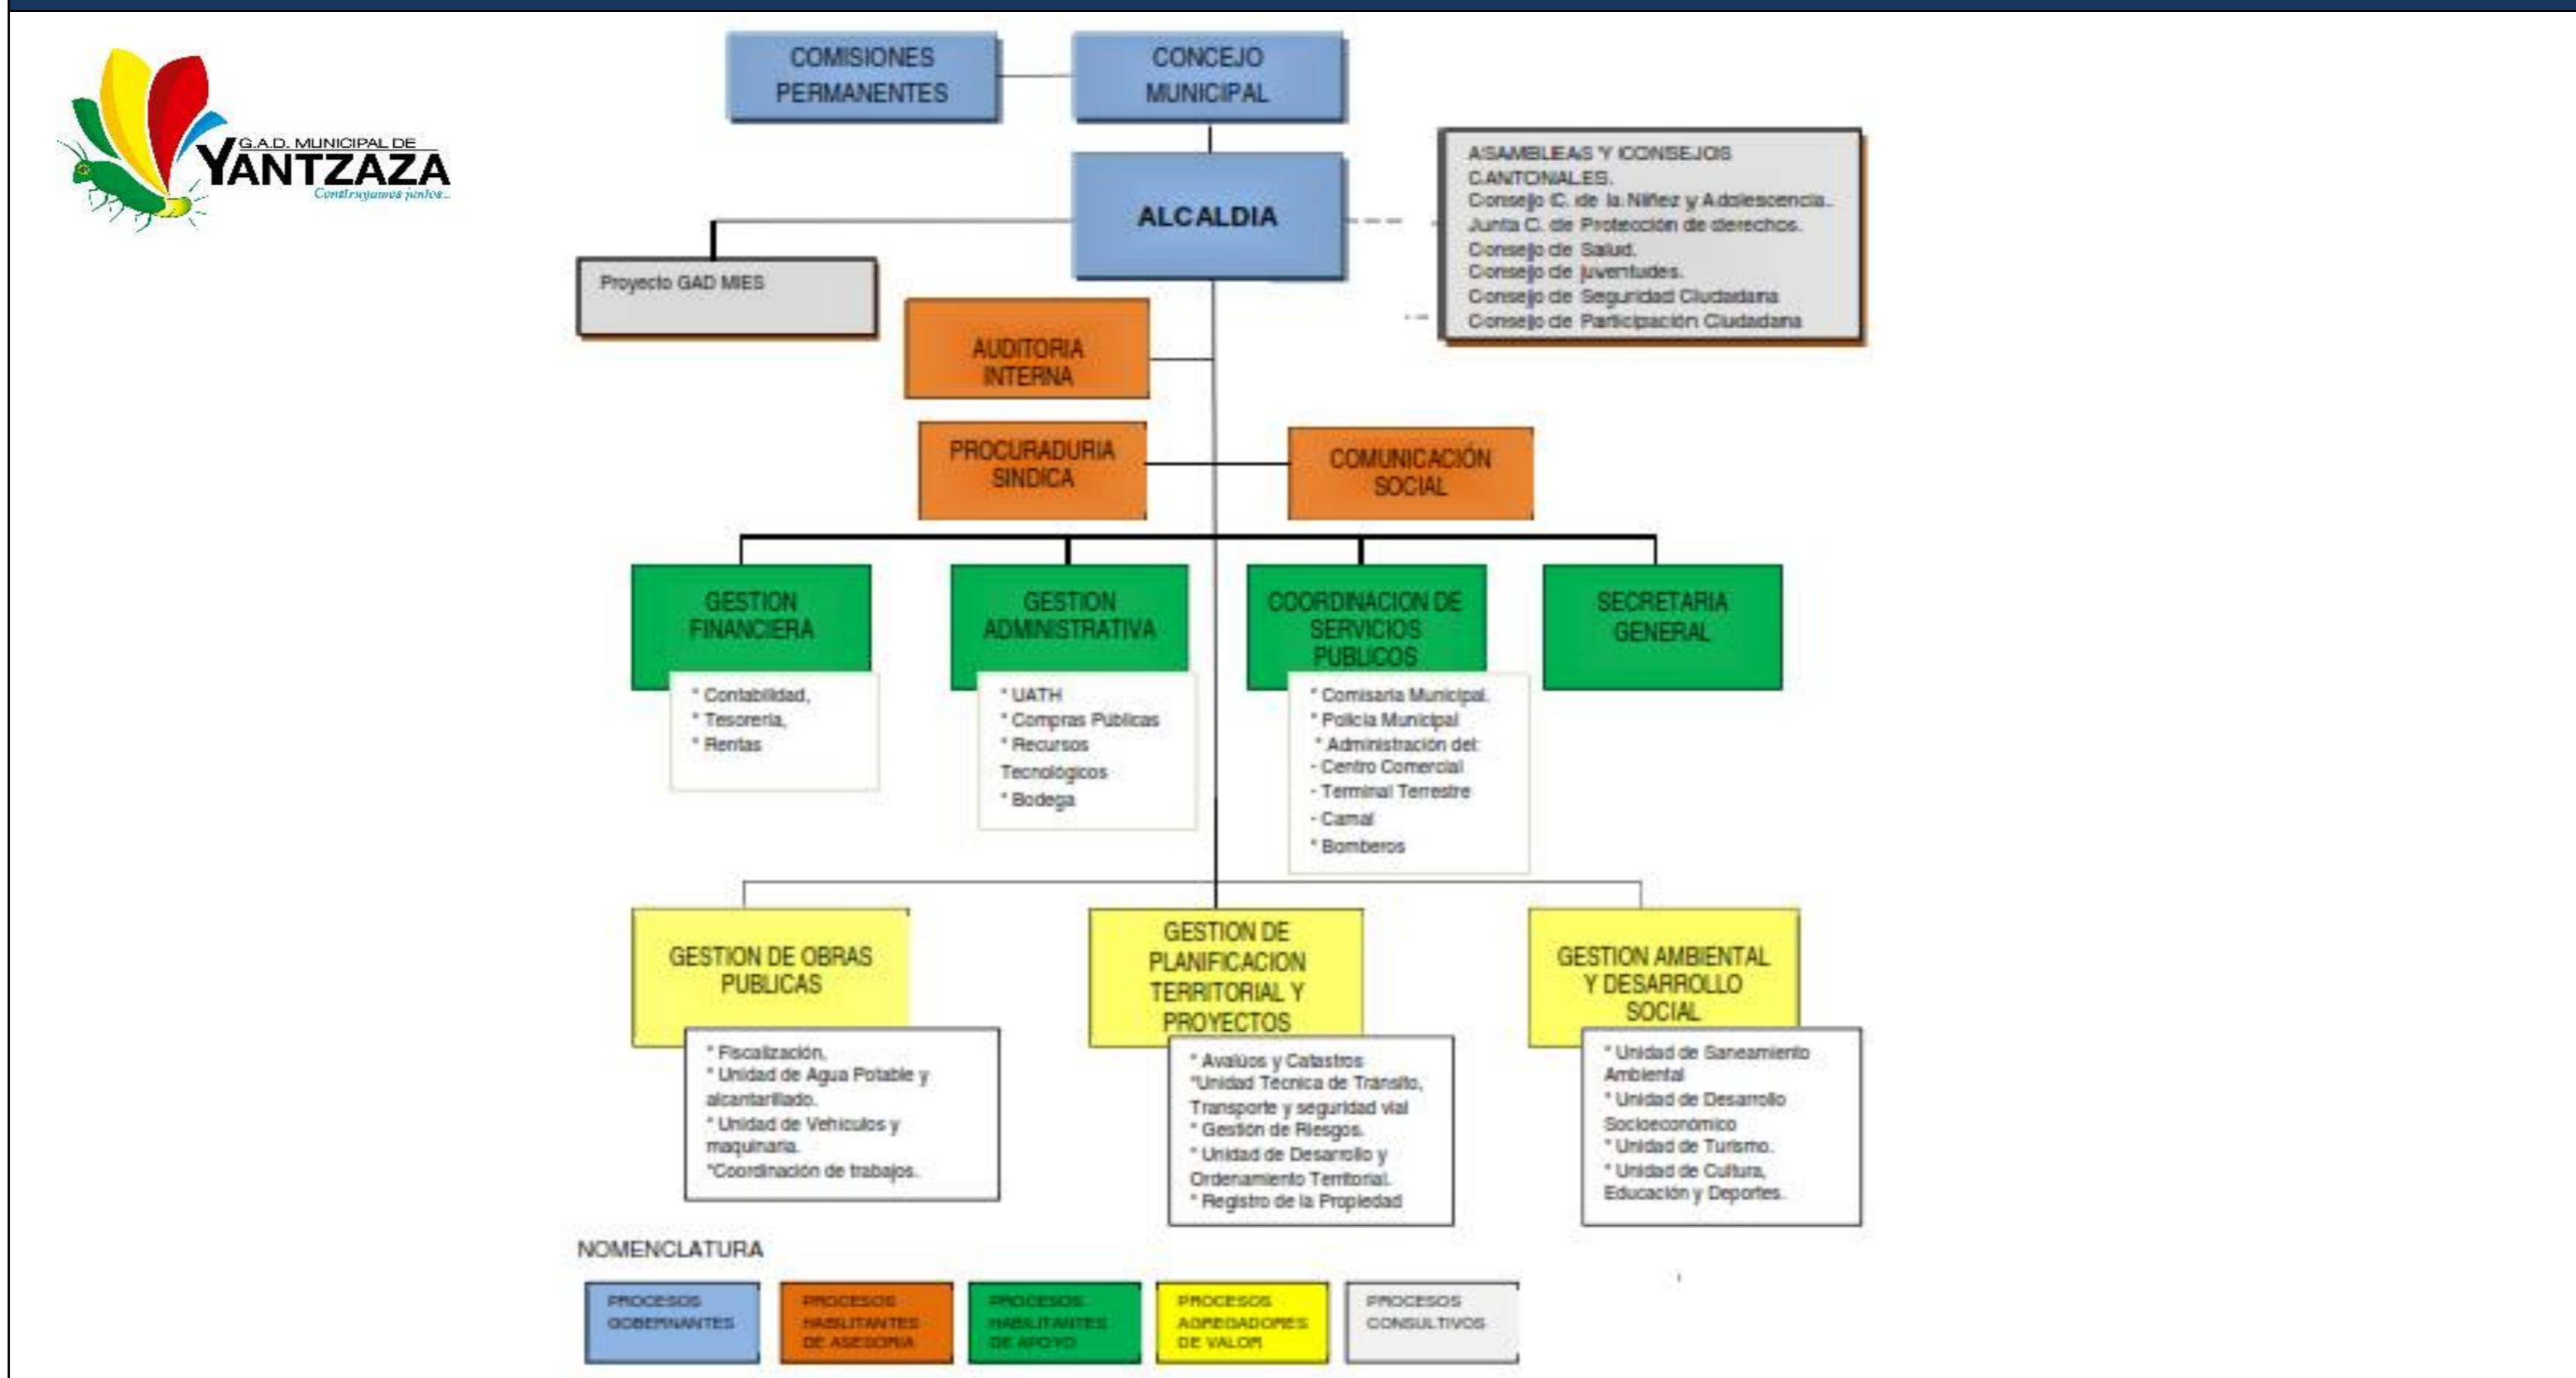 G.A.D. MUNICIPAL DE
YANTZAZA
Construyamos juntos...
COMISIONES
PERMANENTES
CONCEJO
MUNICIPAL
ALCALDIA
ASAMBLEAS Y CONSEJOS
CANTONALES.
Consejo C. de la Niñez y Adolescencia..
Junta C. de Protección de derechos.
Consejo de Salud.
Consejo de juventudes.
Consejo de Seguridad Ciudadana
Consejo de Participación Ciudadana
Proyecto GAD MIES
AUDITORIA
INTERNA
PROCURADURIA
SINDICA
COMUNICACIÓN
SOCIAL
GESTION
FINANCIERA
* Contabilidad,
* Tesorería,
* Rentas
GESTION
ADMINISTRATIVA
* UATH
* Compras Públicas
* Recursos
Tecnológicos
* Bodega
COORDINACION DE
SERVICIOS
PUBLICOS
* Comisaria Municipal.
* Policía Municipal
* Administración del:
- Centro Comercial
- Terminal Terrestre
- Camal
* Bomberos
SECRETARIA
GENERAL
GESTION DE OBRAS
PUBLICAS
* Fiscalización,
* Unidad de Agua Potable y
alcantarillado.
* Unidad de Vehículos y
maquinaria.
*Coordinación de trabajos.
GESTION DE
PLANIFICACION
TERRITORIAL Y
PROYECTOS
* Avalúos y Catastros
*Unidad Técnica de Transito,
Transporte y seguridad vial
* Gestión de Riesgos.
* Unidad de Desarrollo y
Ordenamiento Territorial.
* Registro de la Propiedad
GESTION AMBIENTAL
Y DESARROLLO
SOCIAL
* Unidad de Saneamiento
Ambiental
* Unidad de Desarrollo
Socioeconómico
* Unidad de Turismo.
* Unidad de Cultura,
Educación y Deportes.
NOMENCLATURA
PROCESOS
GOBERNANTES
PROCESOS
HABILITANTES
DE ASESORIA
PROCESOS
HABILITANTES
DE APOYO
PROCESOS
AGREGADORES
DE VALOR
PROCESOS
CONSULTIVOS